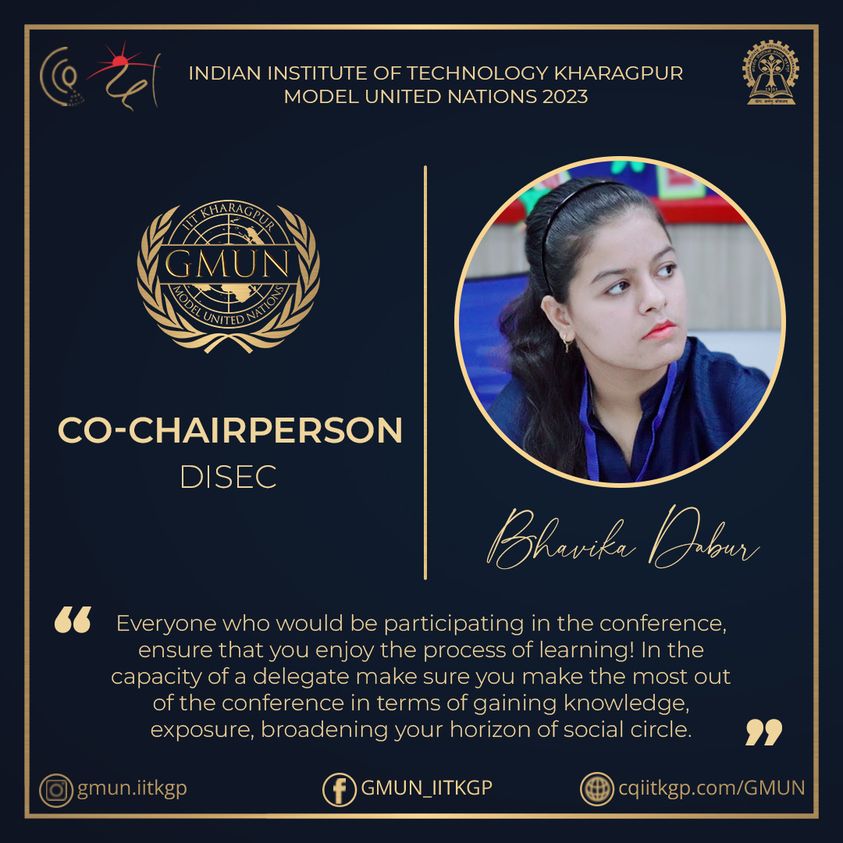 INDIAN INSTITUTE OF TECHNOLOGY KHARAGPUR
MODEL UNITED NATIONS 2023
IIT KHARAGPUR
GMUN
MODEL UNITED NATIONS
CO-CHAIRPERSON
DISEC
Bhavika Dabur
“ Everyone who would be participating in the conference,
ensure that you enjoy the process of learning! In the
capacity of a delegate make sure you make the most out
of the conference in terms of gaining knowledge,
exposure, broadening your horizon of social circle. ”
gmun.iitkgp
GMUN_IITKGP
cqiitkgp.com/GMUN